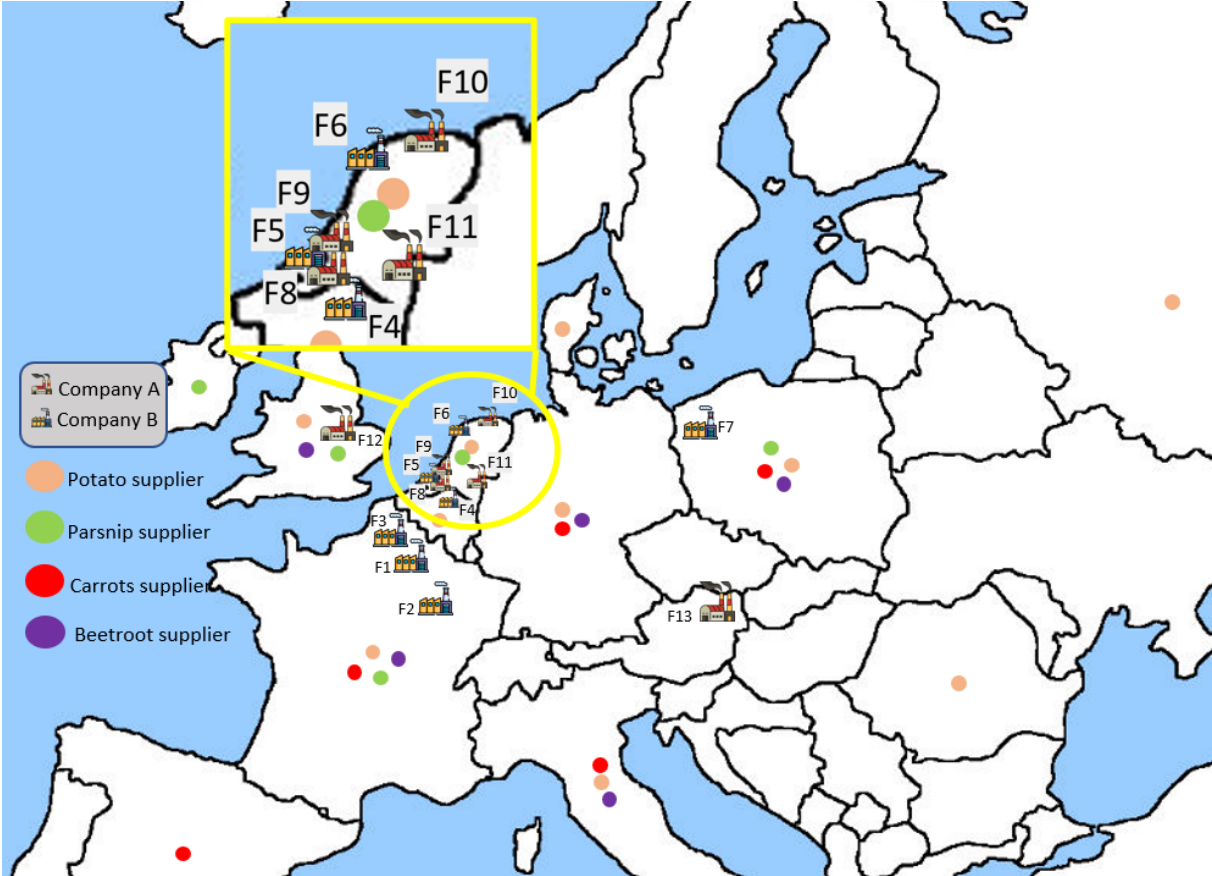 F10
F6
F9
F11
F5
F8
F4
Company A
Company B
F10
F6
F12
F9
F5
F11
F8
F4
F7
Potato supplier
Parsnip supplier
F3
F1
Carrots supplier
F2
F13
Beetroot supplier